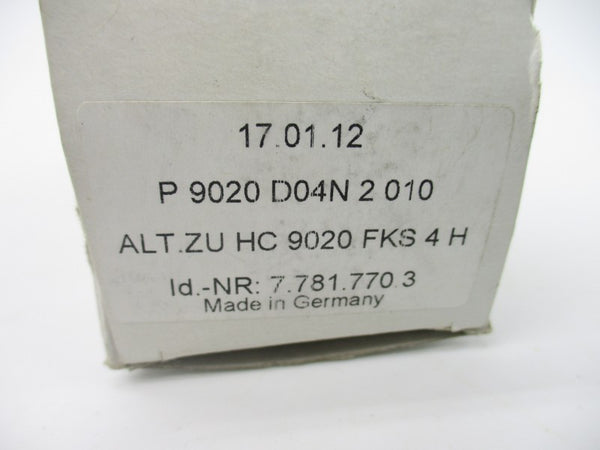 17.01.12
P 9020 D04N 2 010
ALT.ZU HC 9020 FKS 4 H
Id.-NR: 7.781.770.3
Made in Germany